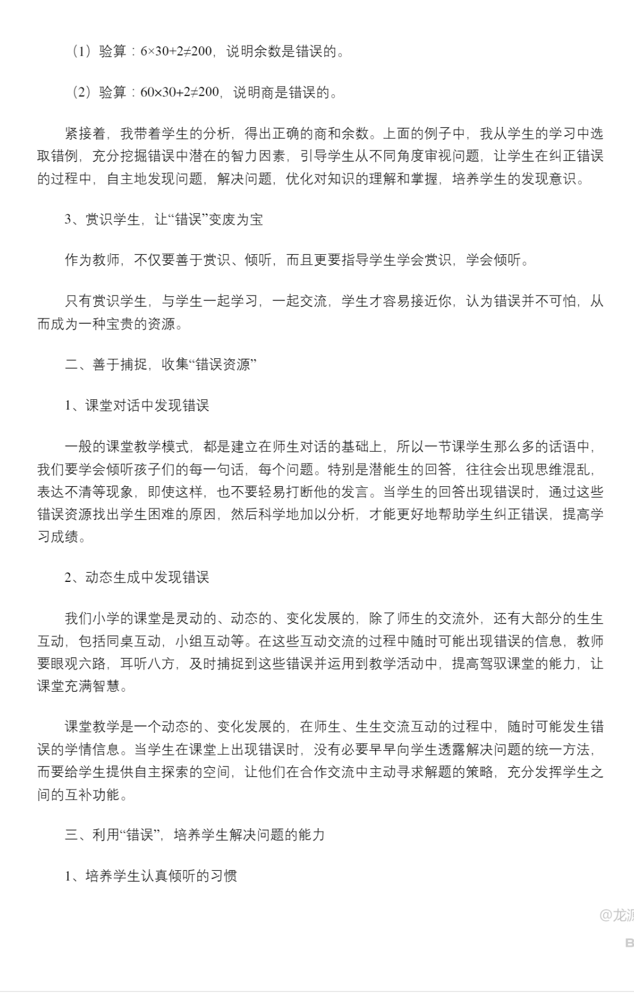 （1）验算：6×30+2≠200，说明余数是错误的。
（2）验算：60×30+2≠200，说明商是错误的。
紧接着，我带着学生的分析，得出正确的商和余数。上面的例子中，我从学生的学习中选
取错例，充分挖掘错误中潜在的智力因素，引导学生从不同角度审视问题，让学生在纠正错误
的过程中，自主地发现问题，解决问题，优化对知识的理解和掌握，培养学生的发现意识。
3、赏识学生，让“错误”变废为宝
作为教师，不仅要善于赏识、倾听，而且更要指导学生学会赏识，学会倾听。
只有赏识学生，与学生一起学习，一起交流，学生才容易接近你，认为错误并不可怕，从
而成为一种宝贵的资源。
二、善于捕捉，收集“错误资源”
1、课堂对话中发现错误
一般的课堂教学模式，都是建立在师生对话的基础上，所以一节课学生那么多的话语中，
我们要学会倾听孩子们的每一句话，每个问题。特别是潜能生的回答，往往会出现思维混乱，
表达不清等现象，即使这样，也不要轻易打断他的发言。当学生的回答出现错误时，通过这些
错误资源找出学生困难的原因，然后科学地加以分析，才能更好地帮助学生纠正错误，提高学
习成绩。
2、动态生成中发现错误
我们小学的课堂是灵动的、动态的、变化发展的，除了师生的交流外，还有大部分的生生
互动，包括同桌互动，小组互动等。在这些互动交流的过程中随时可能出现错误的信息，教师
要眼观六路，耳听八方，及时捕捉到这些错误并运用到教学活动中，提高驾驭课堂的能力，让
课堂充满智慧。
课堂教学是一个动态的、变化发展的，在师生、生生交流互动的过程中，随时可能发生错
误的学情信息。当学生在课堂上出现错误时，没有必要早早向学生透露解决问题的统一方法，
而要给学生提供自主探索的空间，让他们在合作交流中主动寻求解题的策略，充分发挥学生之
间的互补功能。
三、利用“错误”，培养学生解决问题的能力
1、培养学生认真倾听的习惯
@龙源
B